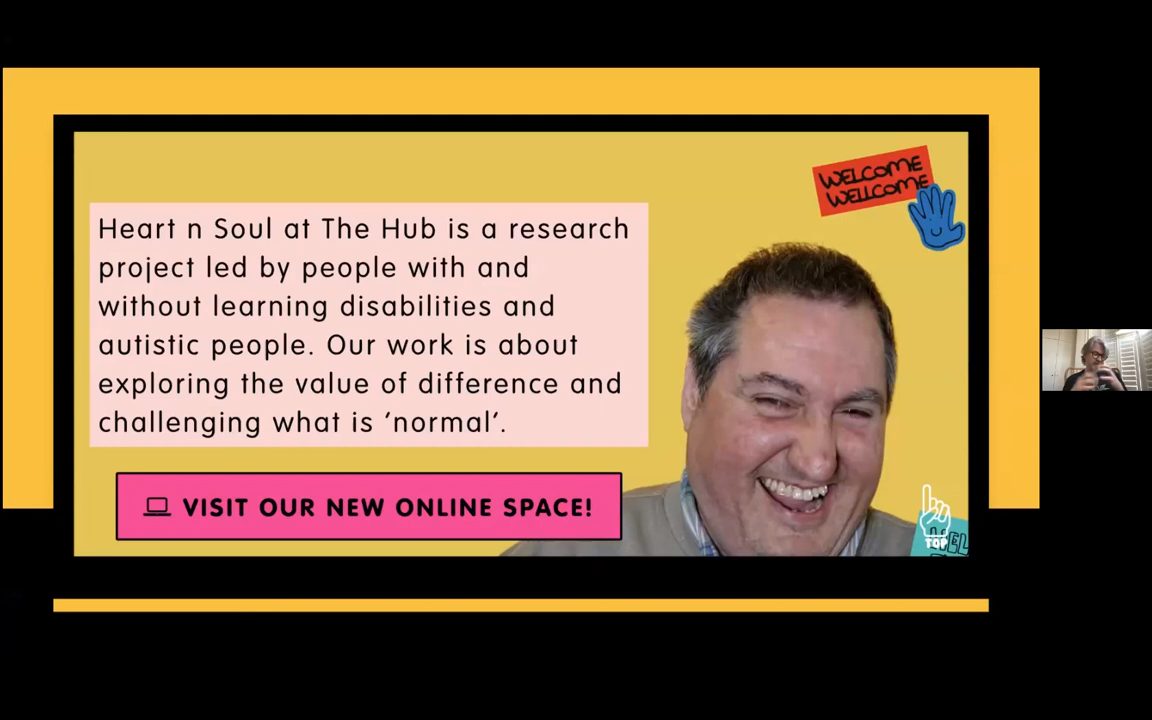 WELCOME
WELLCOME
Heart n Soul at The Hub is a research
project led by people with and
without learning disabilities and
autistic people. Our work is about
exploring the value of difference and
challenging what is ‘normal’.
VISIT OUR NEW ONLINE SPACE!
TOP